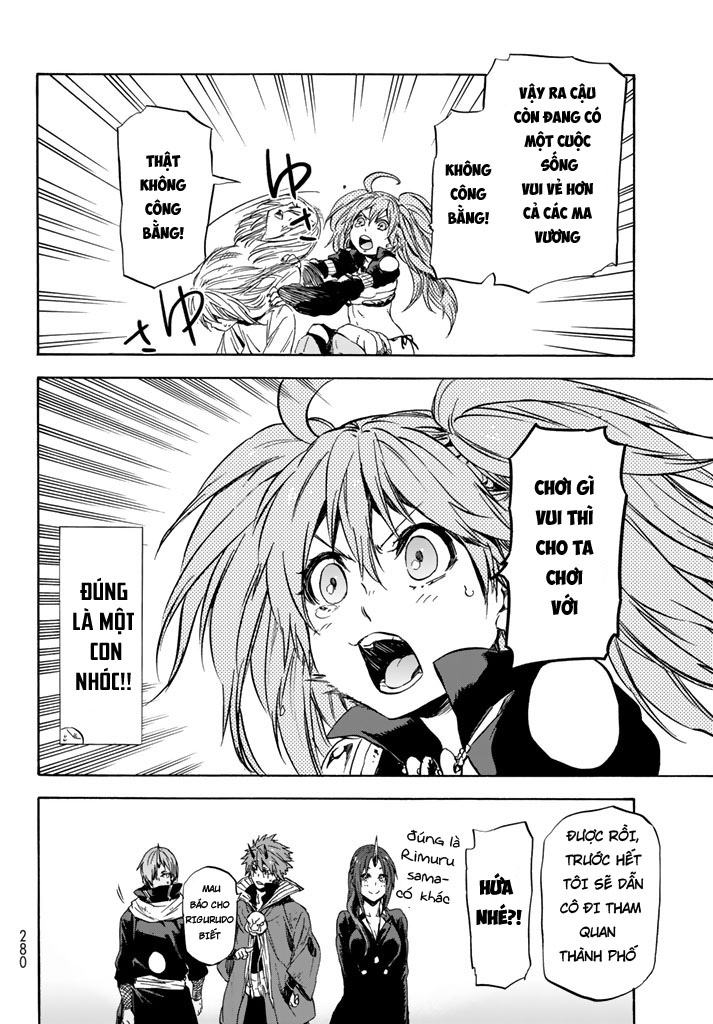 VẬY RA CẬU
CÒN ĐANG CÓ
MỘT CUỘC
SỐNG
VUI VẺ HƠN
CẢ CÁC MA
VƯƠNG
KHÔNG
CÔNG
BẰNG!
THẬT
KHÔNG
CÔNG
BẰNG!
ゆさ
ゆさ
CHƠI GÌ
VUI THÌ
CHO TA
CHƠI
VỚI
ĐÚNG
LÀ MỘT
CON
NHÓC!!
ĐƯỢC RỒI,
TRƯỚC HẾT
TÔI SẼ DẪN
CÔ ĐI THAM
QUAN
THÀNH PHỐ
HỨA
NHÉ?!
đúng là
Rimuru
sama
có khác
MAU
BÁO CHO
RIGURUDO
BIẾT
280